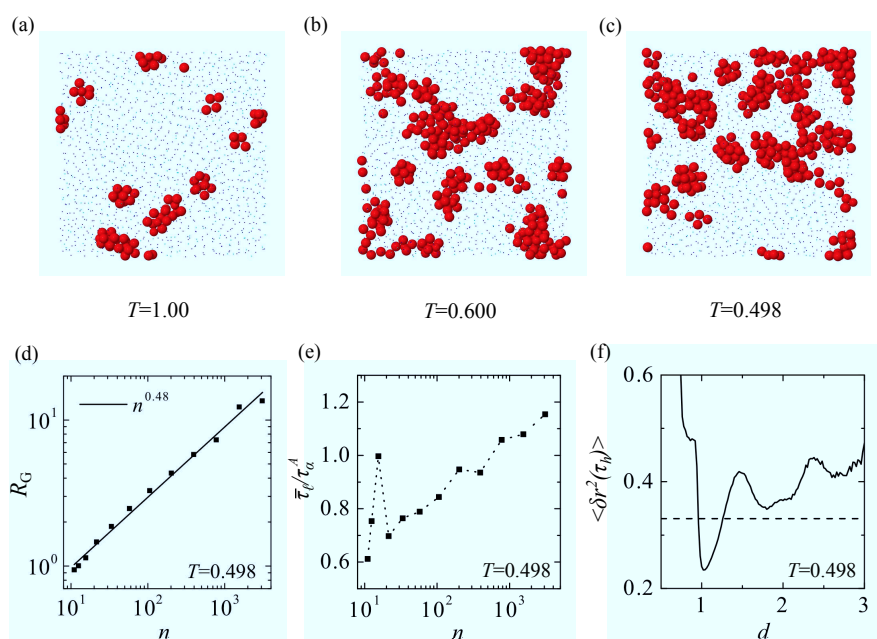 (a)
(b)
(c)
T=1.00
T=0.600
T=0.498
(d)
(e)
(f)
n^0.48
10^1
10^0
R_G
T=0.498
10^1 10^2 10^3
n
1.2
1.0
0.8
0.6
τ̅_ℓ/τ_α^A
T=0.498
10^1 10^2 10^3
n
0.6
0.4
0.2
<δr²(τ_h)>
T=0.498
1 2 3
d